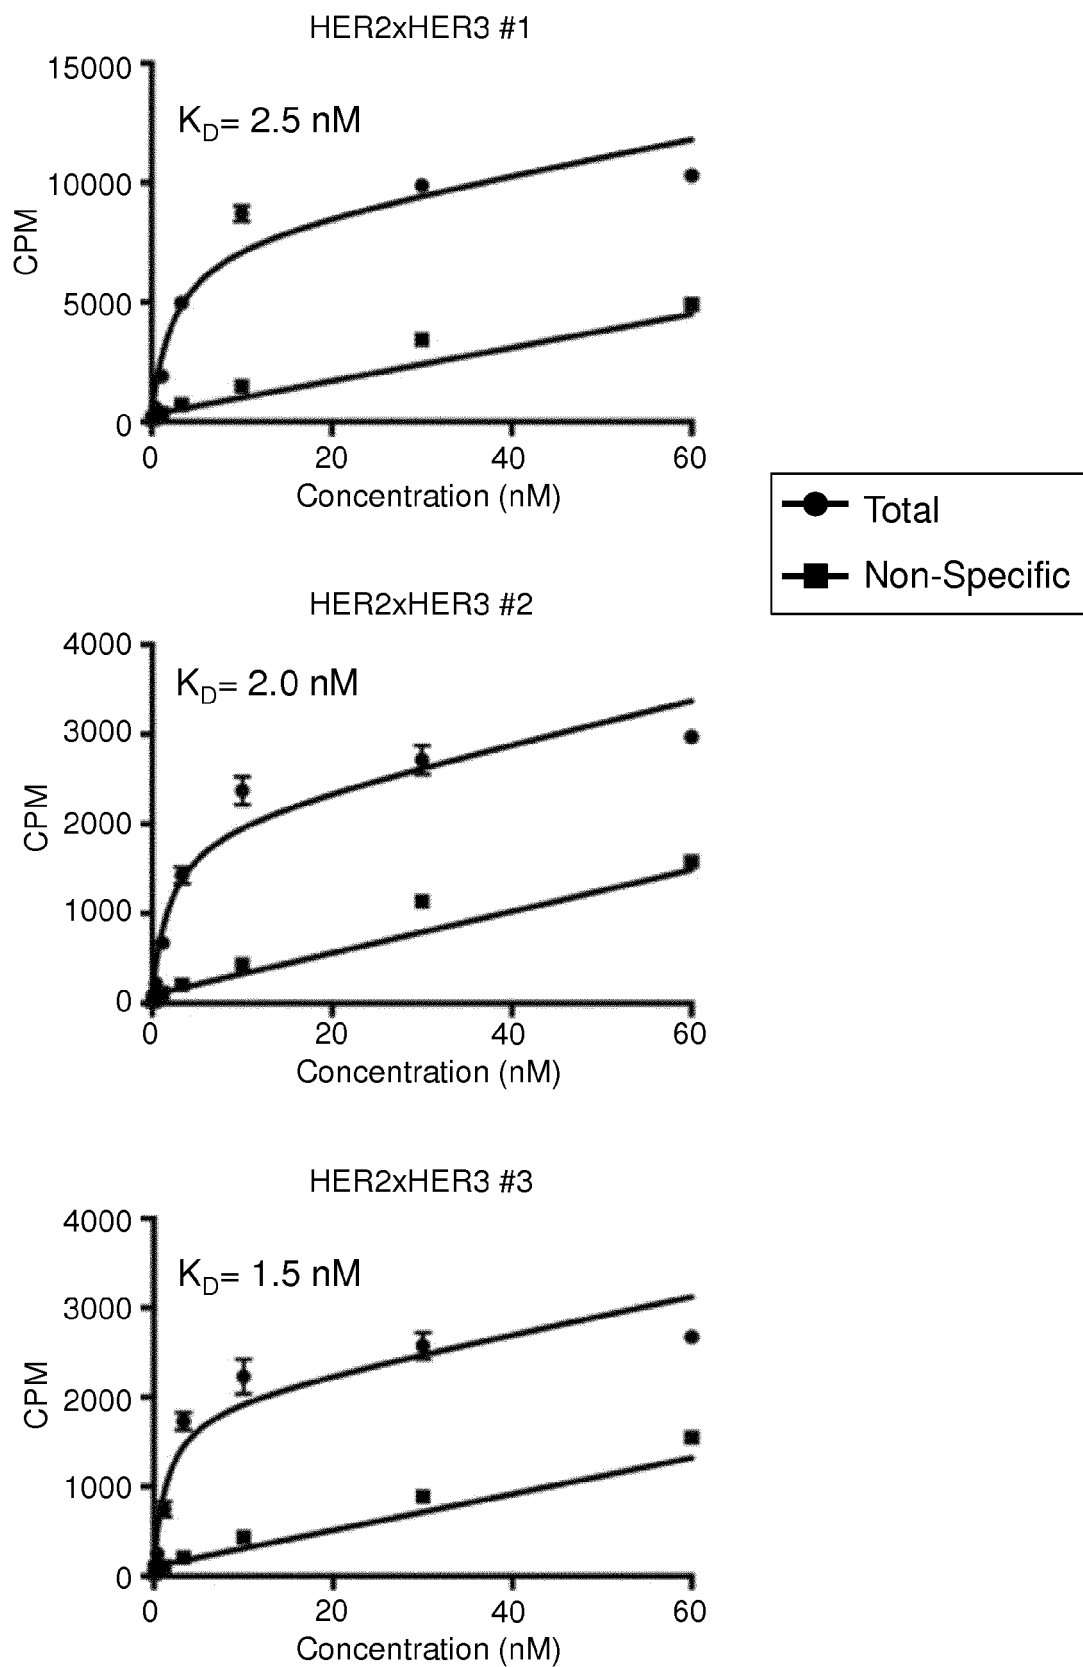 HER2xHER3 #1
15000
K_D= 2.5 nM
10000
CPM
5000
0
0 20 40 60
Concentration (nM)
Total
Non-Specific
HER2xHER3 #2
4000
K_D= 2.0 nM
3000
CPM
2000
1000
0
0 20 40 60
Concentration (nM)
HER2xHER3 #3
4000
K_D= 1.5 nM
3000
CPM
2000
1000
0
0 20 40 60
Concentration (nM)